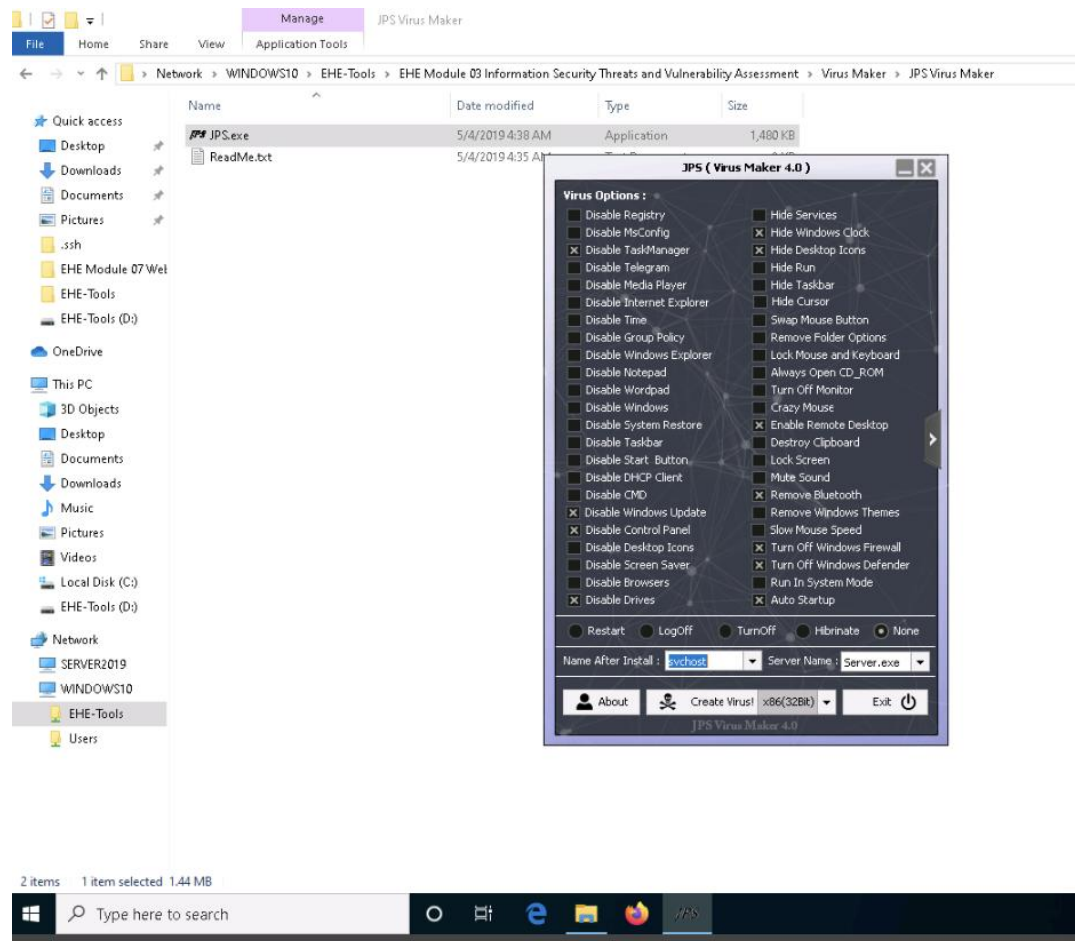 Manage
JPS Virus Maker
File Home Share View Application Tools
Network > WINDOWS10 > EHE-Tools > EHE Module 03 Information Security Threats and Vulnerability Assessment > Virus Maker > JPS Virus Maker
Name Date modified Type Size
JPS.exe 5/4/2019 4:38 AM Application 1,480 KB
ReadMe.txt 5/4/2019 4:35
Quick access
Desktop
Downloads
Documents
Pictures
.ssh
EHE Module 07 Wel
EHE-Tools
EHE-Tools (D:)
OneDrive
This PC
3D Objects
Desktop
Documents
Downloads
Music
Pictures
Videos
Local Disk (C:)
EHE-Tools (D:)
Network
SERVER2019
WINDOWS10
EHE-Tools
Users
JPS ( Virus Maker 4.0 )
Virus Options :
Disable Registry
Disable MsConfig
Disable TaskManager
Disable Telegram
Disable Media Player
Disable Internet Explorer
Disable Time
Disable Group Policy
Disable Windows Explorer
Disable Notepad
Disable Wordpad
Disable Windows
Disable System Restore
Disable Taskbar
Disable Start Button
Disable DHCP Client
Disable CMD
Disable Windows Update
Disable Control Panel
Disable Desktop Icons
Disable Screen Saver
Disable Browsers
Disable Drives
Hide Services
Hide Windows Clock
Hide Desktop Icons
Hide Run
Hide Taskbar
Hide Cursor
Swap Mouse Button
Remove Folder Options
Lock Mouse and Keyboard
Always Open CD_ROM
Turn Off Monitor
Crazy Mouse
Enable Remote Desktop
Destroy Clipboard
Lock Screen
Mute Sound
Remove Bluetooth
Remove Windows Themes
Slow Mouse Speed
Turn Off Windows Firewall
Turn Off Windows Defender
Run In System Mode
Auto Startup
Restart LogOff TurnOff Hibrinate None
Name After Install : svchost Server Name : Server.exe
About Create Virus! x86(32Bit) Exit
JPS Virus Maker 4.0
2 items 1 item selected 1.44 MB
Type here to search
JPS